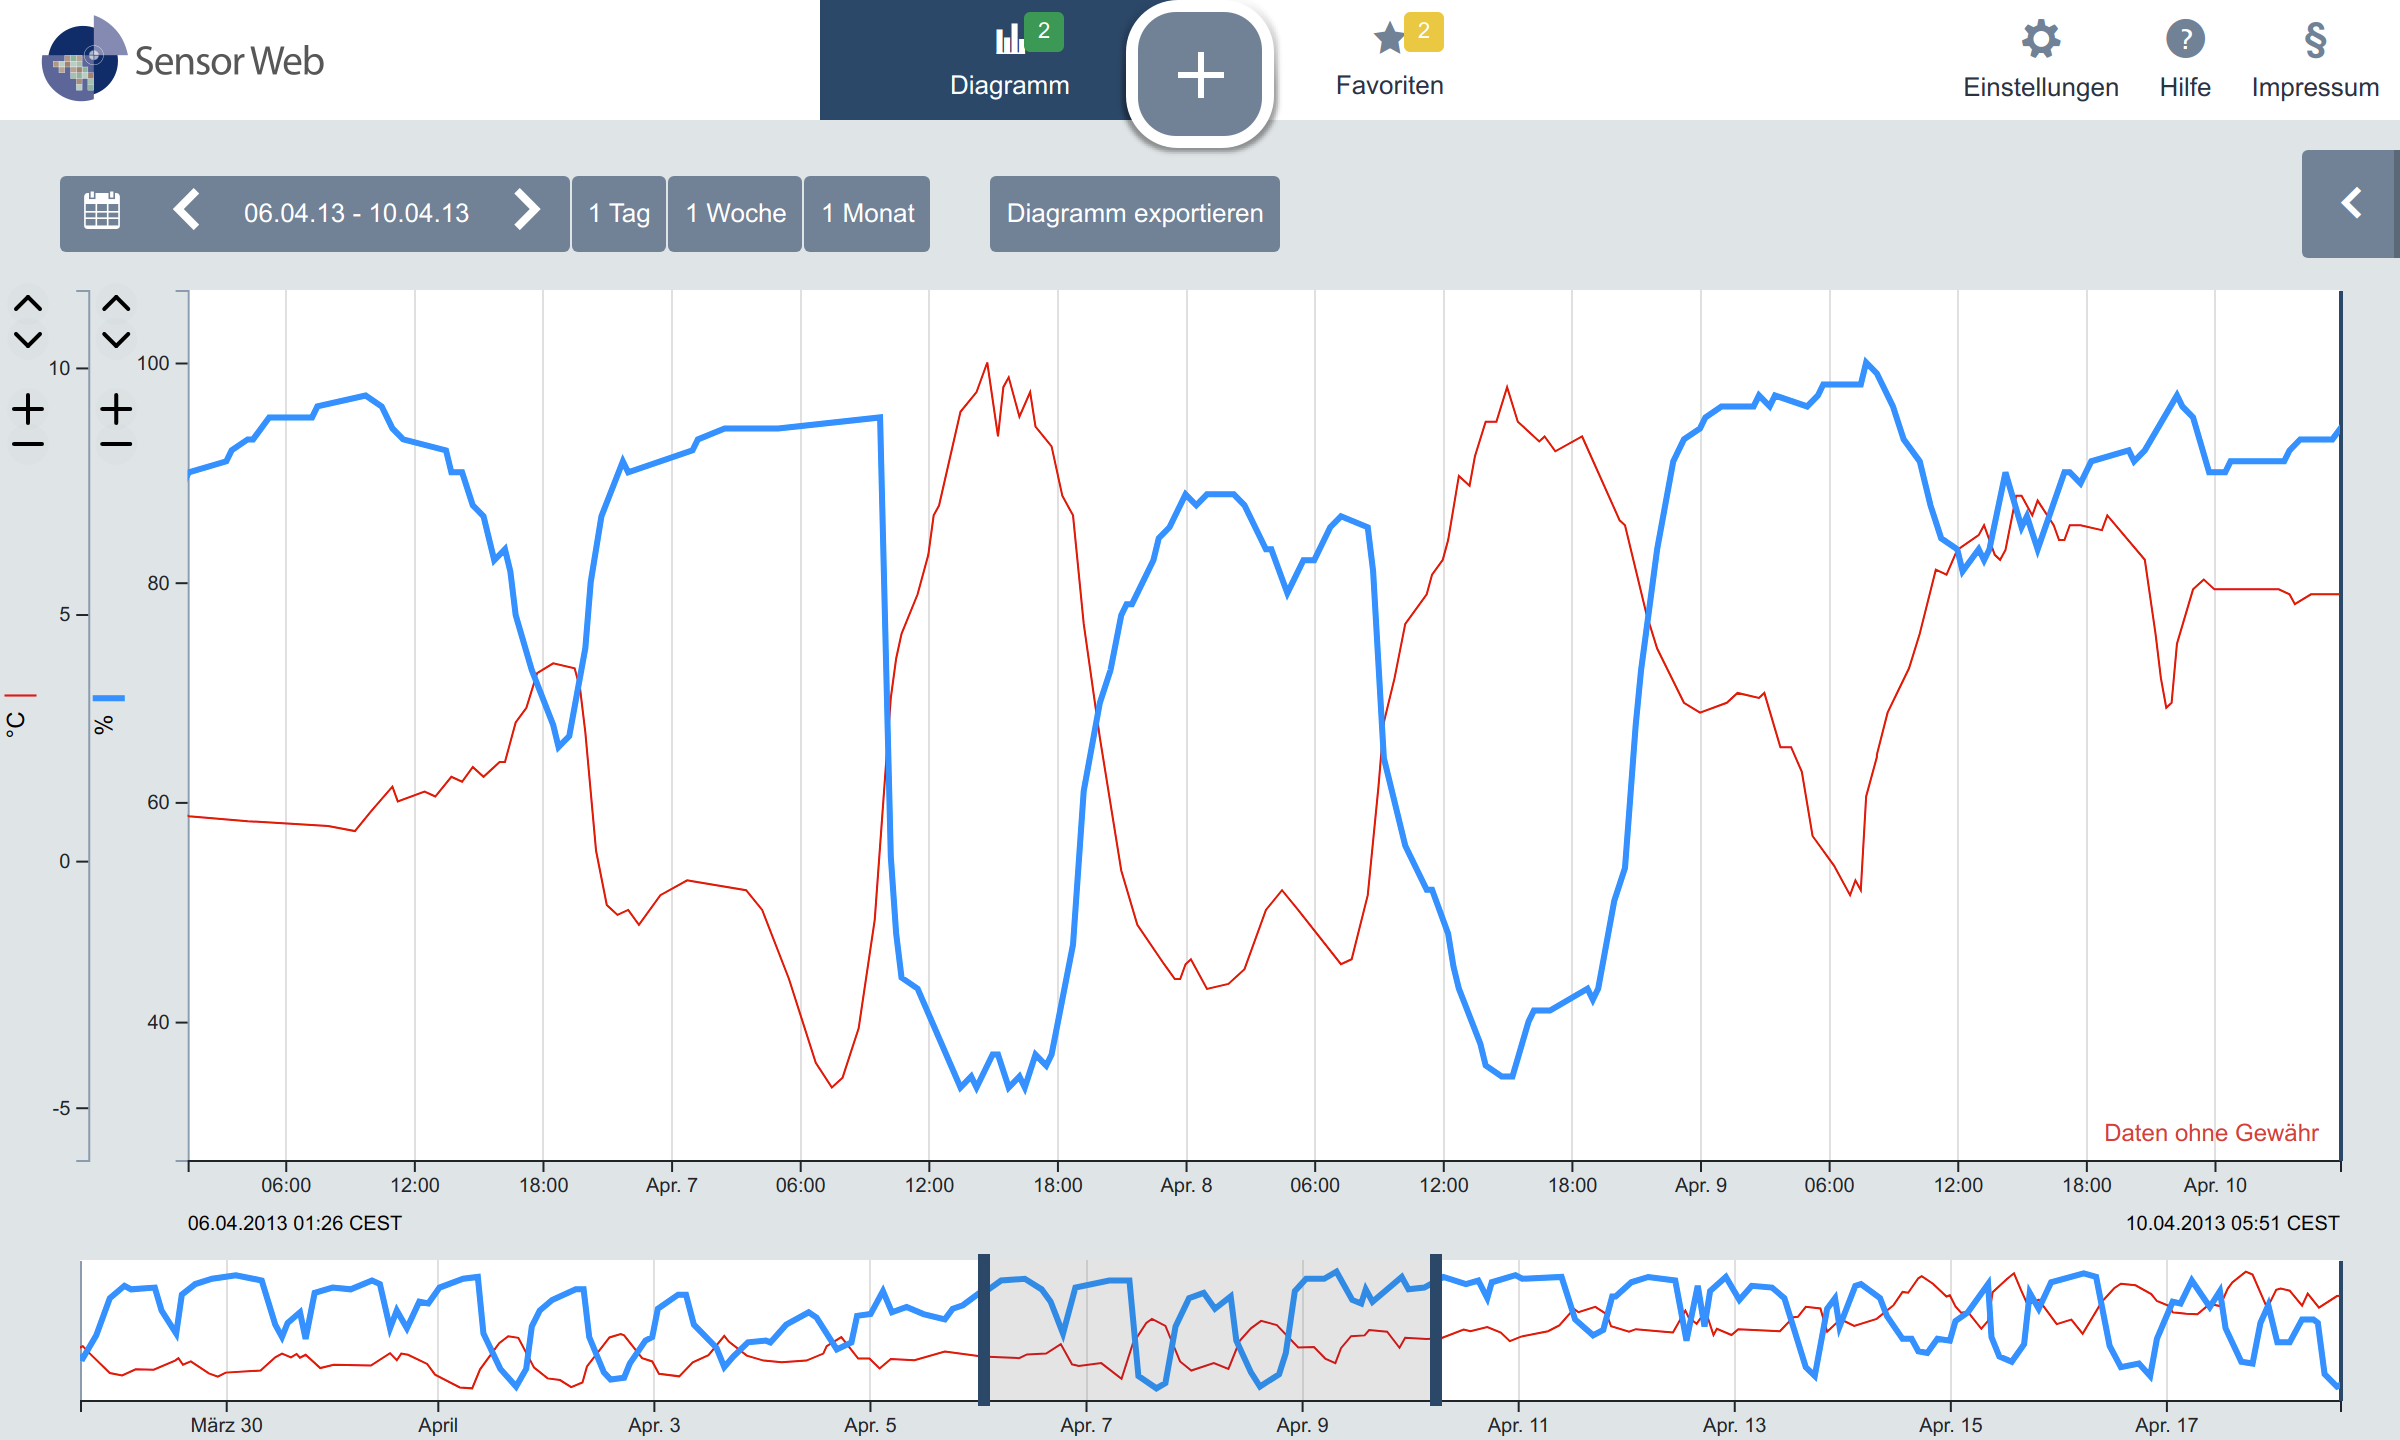 Sensor Web
2
Diagramm
+
2
Favoriten
Einstellungen
?
Hilfe
§
Impressum
06.04.13 - 10.04.13
1 Tag
1 Woche
1 Monat
Diagramm exportieren
10
5
0
-5
°C
100
80
60
40
%
Daten ohne Gewähr
06:00 12:00 18:00 Apr. 7 06:00 12:00 18:00 Apr. 8 06:00 12:00 18:00 Apr. 9 06:00 12:00 18:00 Apr. 10
06.04.2013 01:26 CEST
10.04.2013 05:51 CEST
März 30 April Apr. 3 Apr. 5 Apr. 7 Apr. 9 Apr. 11 Apr. 13 Apr. 15 Apr. 17